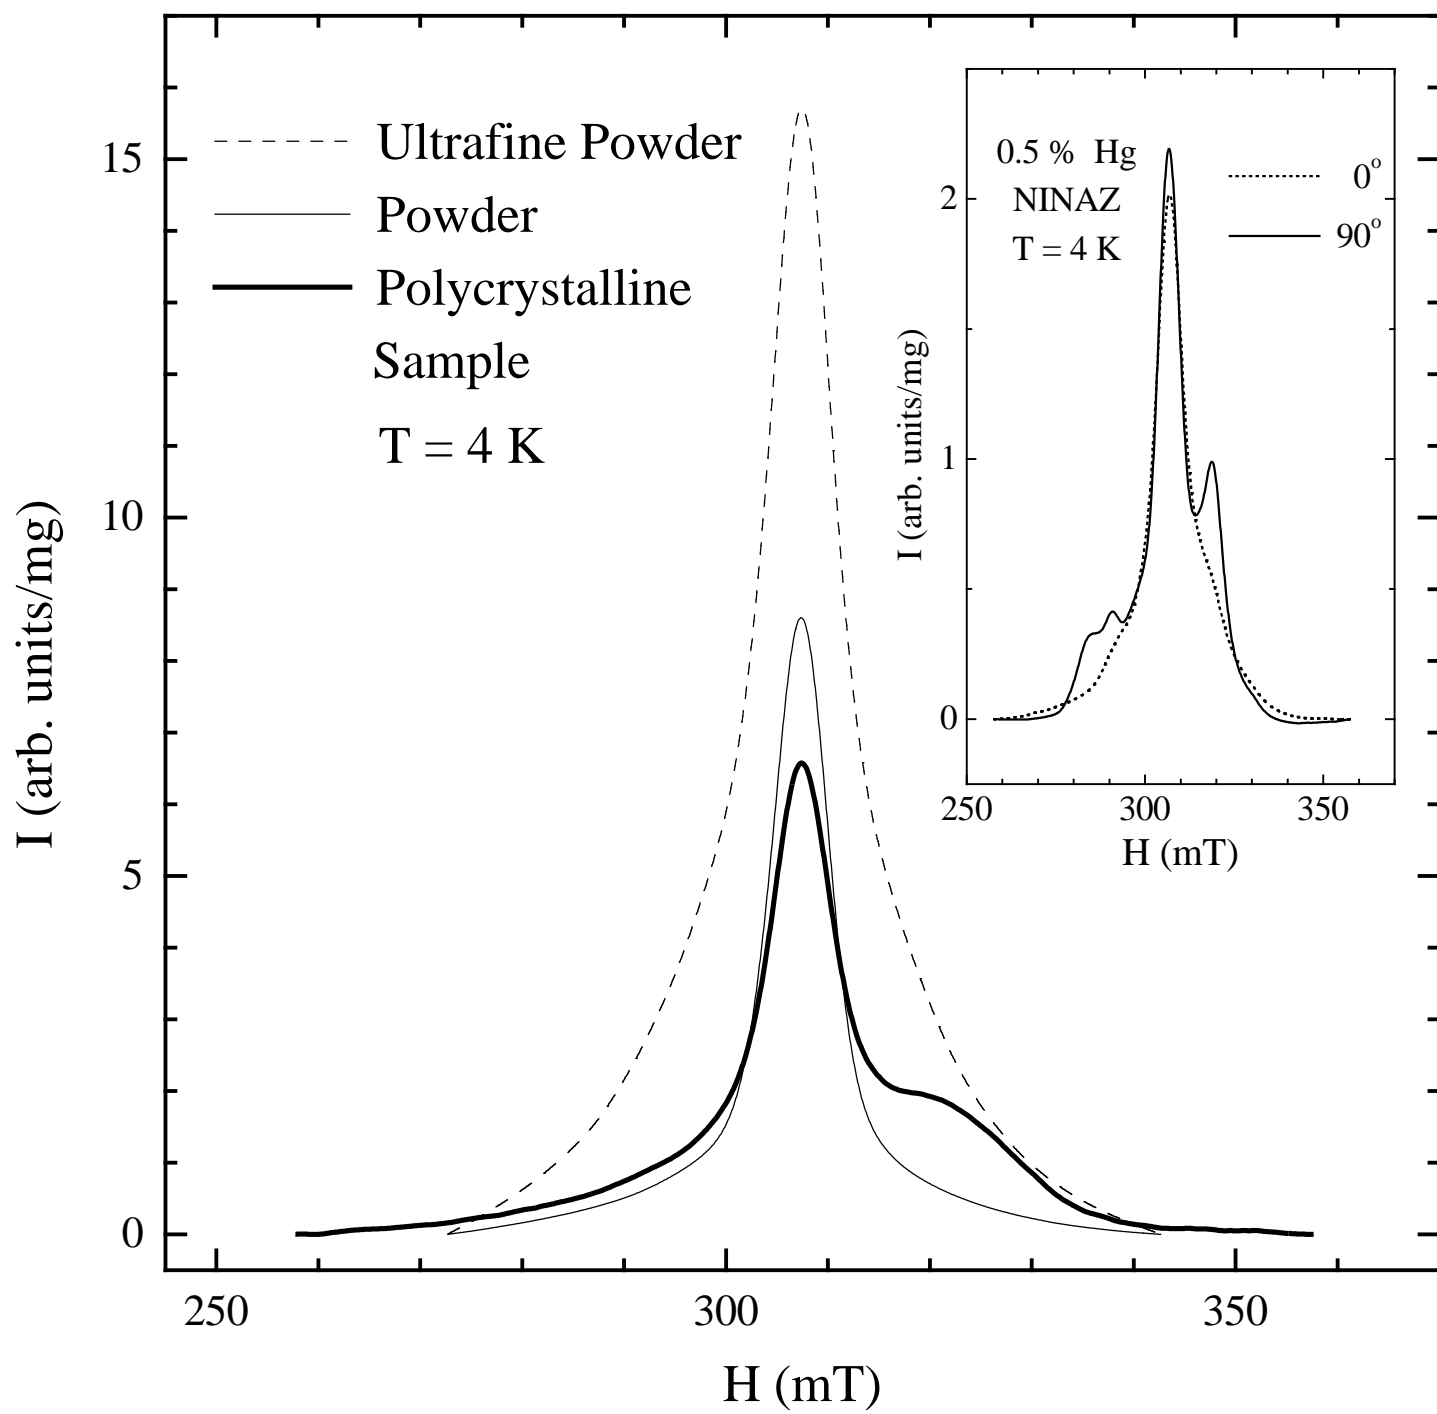 Ultrafine Powder
Powder
Polycrystalline
Sample
T = 4 K
I (arb. units/mg)
15
10
5
0
250
300
350
H (mT)
0.5 % Hg
NINAZ
T = 4 K
0°
90°
I (arb. units/mg)
2
1
0
250
300
350
H (mT)